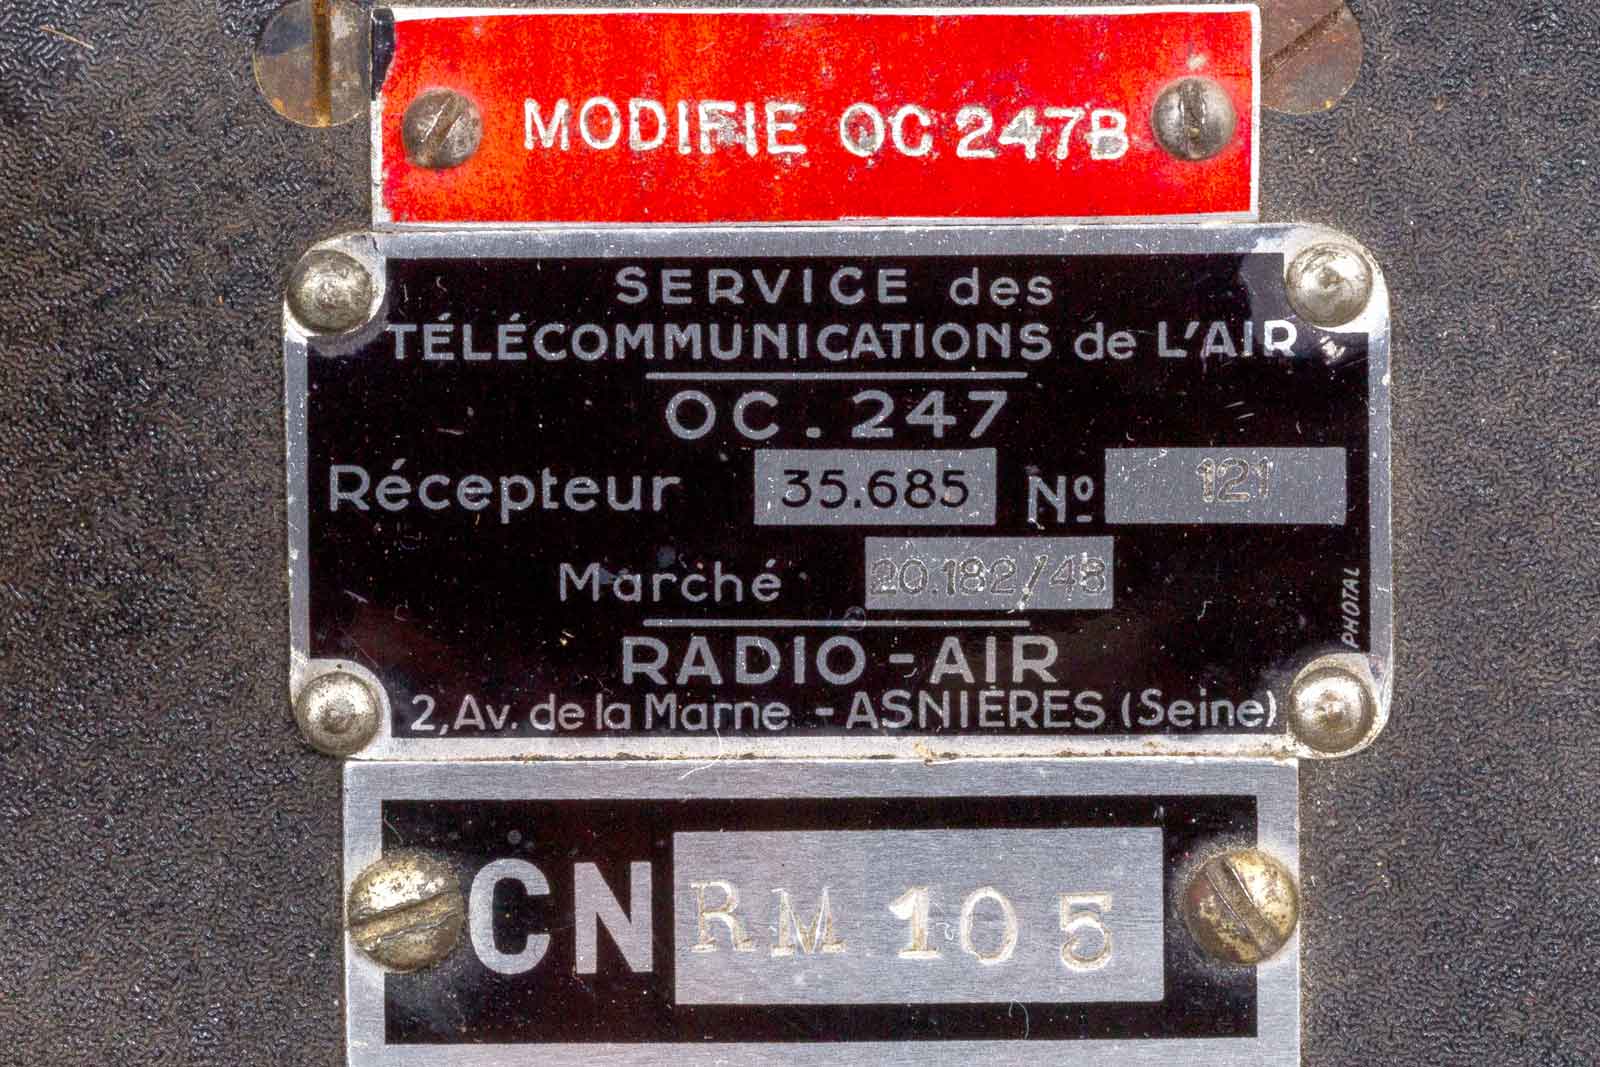 MODIFIE OC 247B
SERVICE des
TÉLÉCOMMUNICATIONS de L'AIR
OC. 247
Récepteur 35.685 Nº 121
Marché 20.182/48
PHOTAL
RADIO-AIR
2, Av. de la Marne - ASNIÈRES (Seine)
CN RM 105